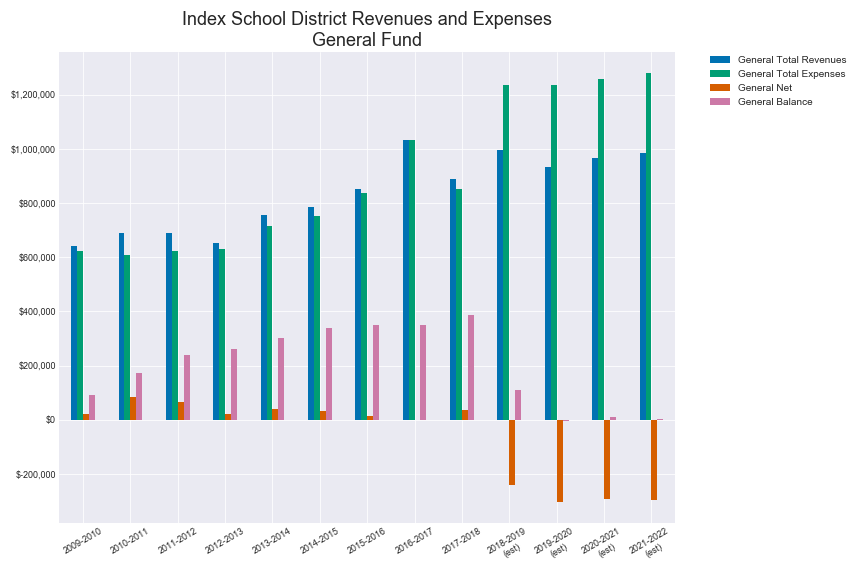 Index School District Revenues and Expenses
General Fund
General Total Revenues
General Total Expenses
General Net
General Balance
$1,200,000
$1,000,000
$800,000
$600,000
$400,000
$200,000
$0
$-200,000
2009-2010
2010-2011
2011-2012
2012-2013
2013-2014
2014-2015
2015-2016
2016-2017
2017-2018
2018-2019
(est)
2019-2020
(est)
2020-2021
(est)
2021-2022
(est)